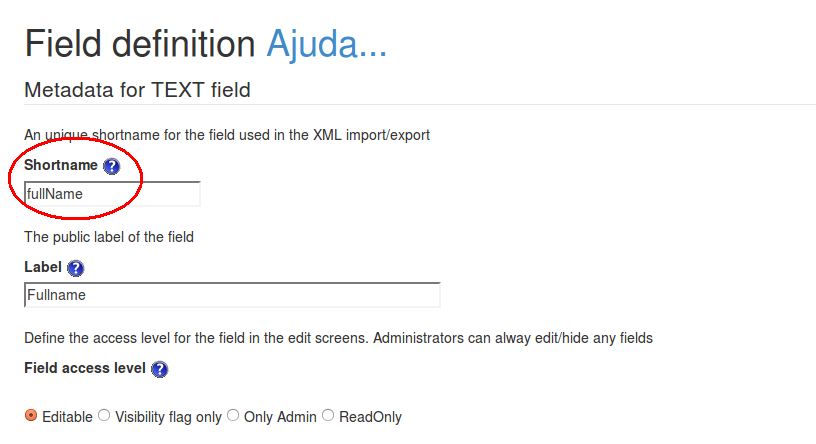 Field definition Ajuda...
Metadata for TEXT field
An unique shortname for the field used in the XML import/export
Shortname ?
fullName
The public label of the field
Label ?
Fullname
Define the access level for the field in the edit screens. Administrators can alway edit/hide any fields
Field access level ?
Editable Visibility flag only Only Admin ReadOnly